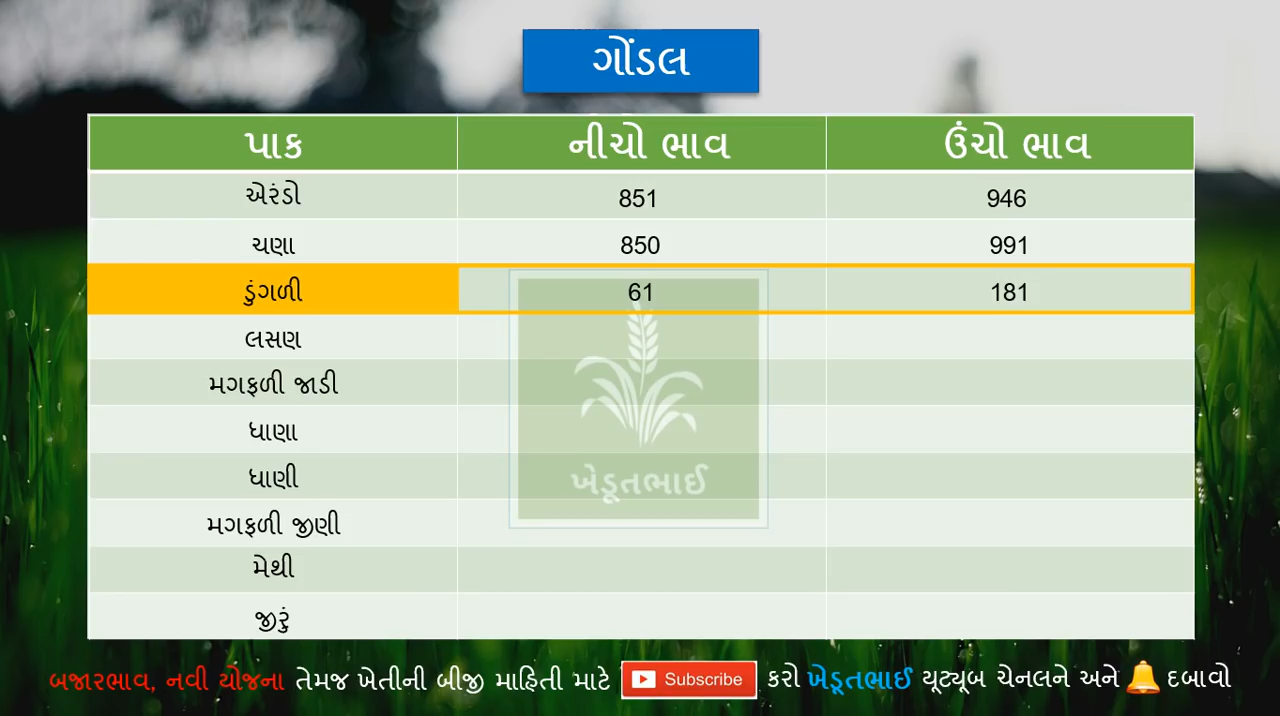 ગોંડલ
પાક નીચો ભાવ ઉંચો ભાવ
એરંડો 851 946
ચણા 850 991
ડુંગળી 61 181
લસણ
મગફળી જાડી
ધાણા
ધાણી
મગફળી જીણી
મેથી
જીરું
ખેડૂતભાઈ
બજારભાવ, નવી યોજના તેમજ ખેતીની બીજી માહિતી માટે Subscribe કરો ખેડૂતભાઈ યૂટ્યૂબ ચેનલને અને દબાવો